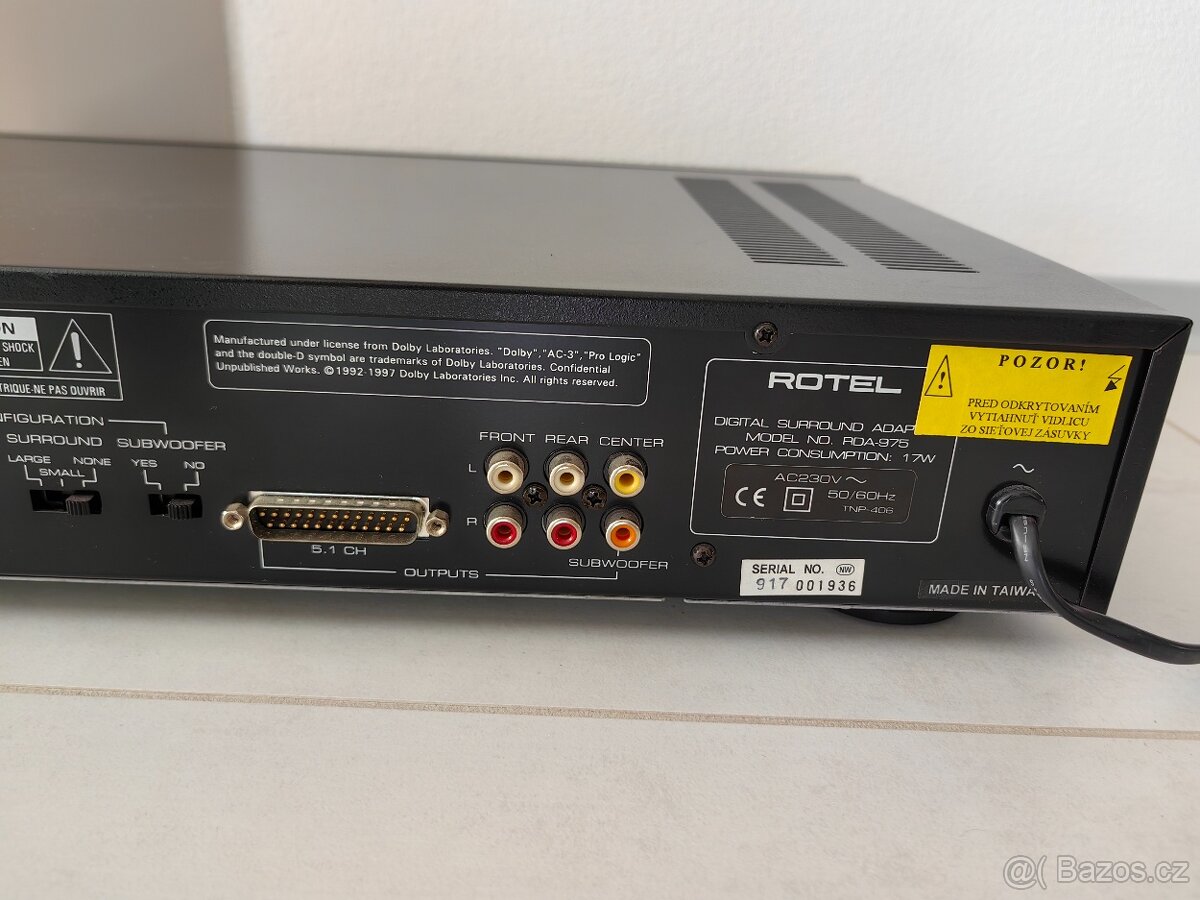 ON
SHOCK
EN
TRIQUE-NE PAS OUVRIR
Manufactured under license from Dolby Laboratories. "Dolby","AC-3","Pro Logic"
and the double-D symbol are trademarks of Dolby Laboratories. Confidential
Unpublished Works. ©1992-1997 Dolby Laboratories Inc. All rights reserved.
NFIGURATION
SURROUND
LARGE
NONE
SMALL
SUBWOOFER
YES
NO
5.1 CH
OUTPUTS
FRONT REAR CENTER
L
R
SUBWOOFER
ROTEL
DIGITAL SURROUND ADAP
MODEL NO. RDA-975
POWER CONSUMPTION: 17W
AC230V ~
CE
50/60Hz
TNP-406
POZOR!
PRED ODKRYTOVANÍM
VYTIAHNUŤ VIDLICU
ZO SIEŤOVEJ ZÁSUVKY
~
SERIAL NO. NW
917 001936
MADE IN TAIWA
Bazos.cz